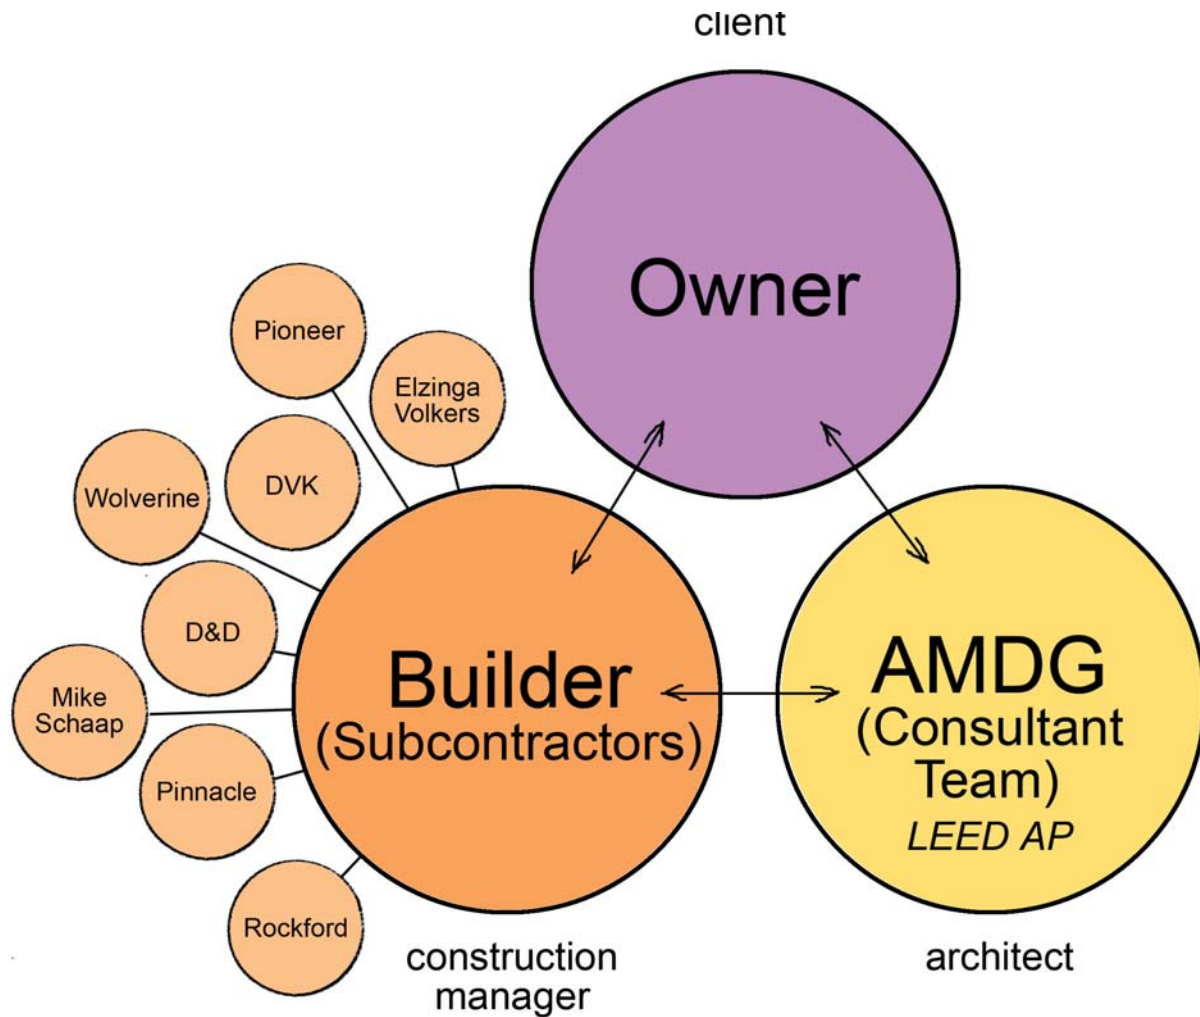 client
Owner
Pioneer
Elzinga
Volkers
DVK
Wolverine
D&D
Mike
Schaap
Pinnacle
Rockford
Builder
(Subcontractors)
AMDG
(Consultant
Team)
LEED AP
construction
manager
architect